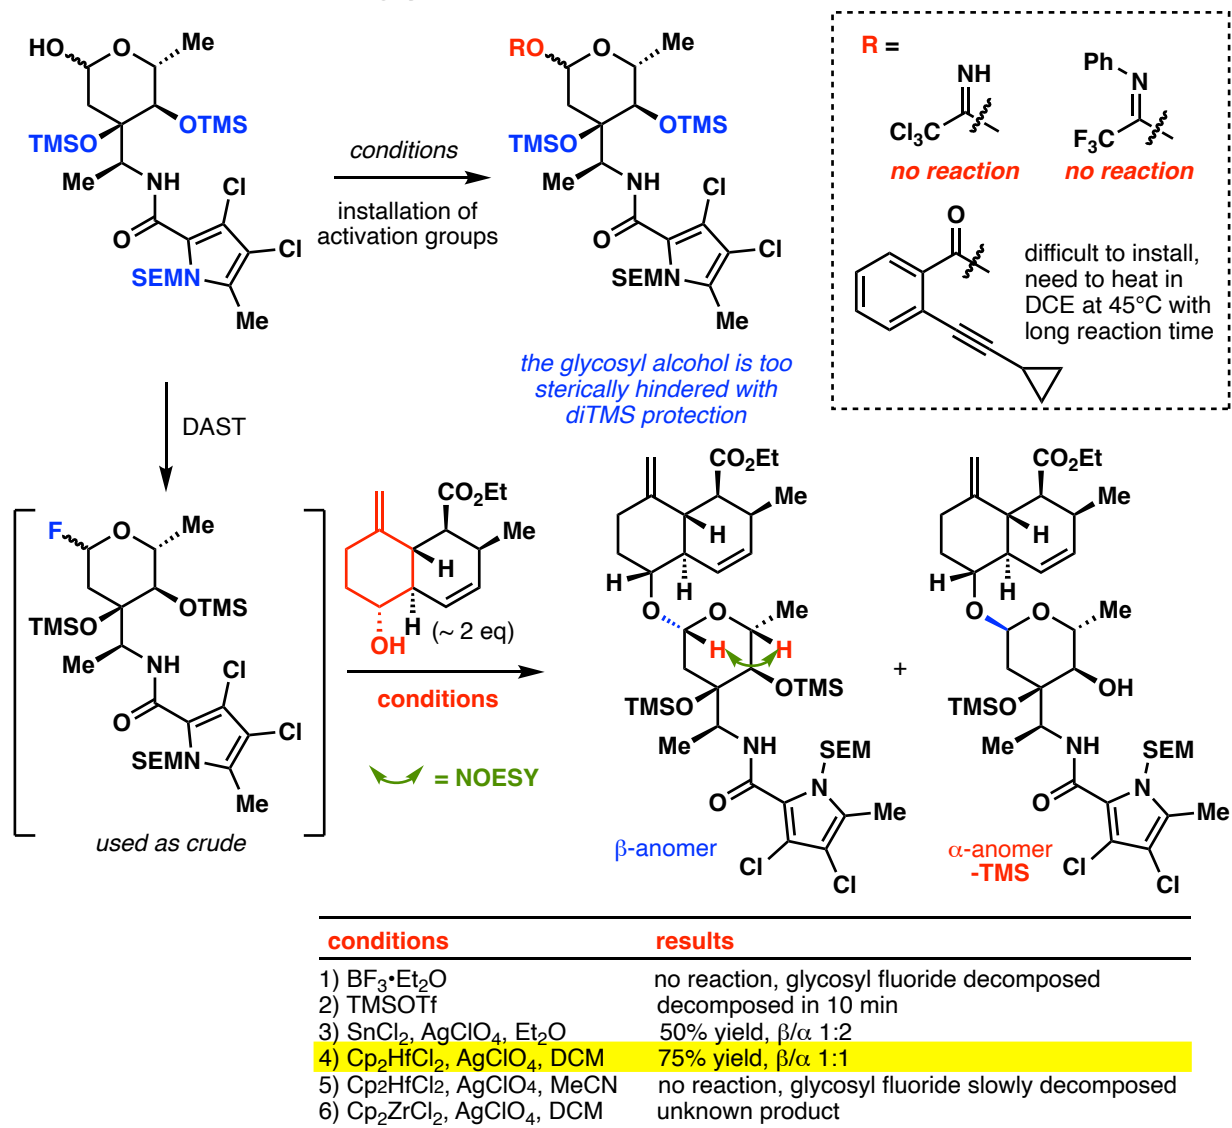 HO
O
Me
OTMS
TMSO
Me
NH
O
Cl
Cl
SEMN
Me
conditions
installation of
activation groups
RO
O
Me
OTMS
TMSO
Me
NH
O
Cl
Cl
SEMN
Me
the glycosyl alcohol is too
sterically hindered with
diTMS protection
R =
NH
Cl3C
no reaction
Ph
N
F3C
no reaction
O
difficult to install,
need to heat in
DCE at 45°C with
long reaction time
DAST
F
O
Me
OTMS
TMSO
Me
NH
O
Cl
Cl
SEMN
Me
used as crude
CO2Et
Me
H
H
OH
(~ 2 eq)
conditions
= NOESY
CO2Et
Me
H
H
H
O
O
Me
H
H
OTMS
TMSO
Me
NH
SEM
O
N
Me
Cl
Cl
β-anomer
+
CO2Et
Me
H
H
H
O
O
Me
OH
TMSO
Me
NH
SEM
O
N
Me
Cl
Cl
α-anomer
-TMS
conditions results
1) BF3•Et2O no reaction, glycosyl fluoride decomposed
2) TMSOTf decomposed in 10 min
3) SnCl2, AgClO4, Et2O 50% yield, β/α 1:2
4) Cp2HfCl2, AgClO4, DCM 75% yield, β/α 1:1
5) Cp2HfCl2, AgClO4, MeCN no reaction, glycosyl fluoride slowly decomposed
6) Cp2ZrCl2, AgClO4, DCM unknown product